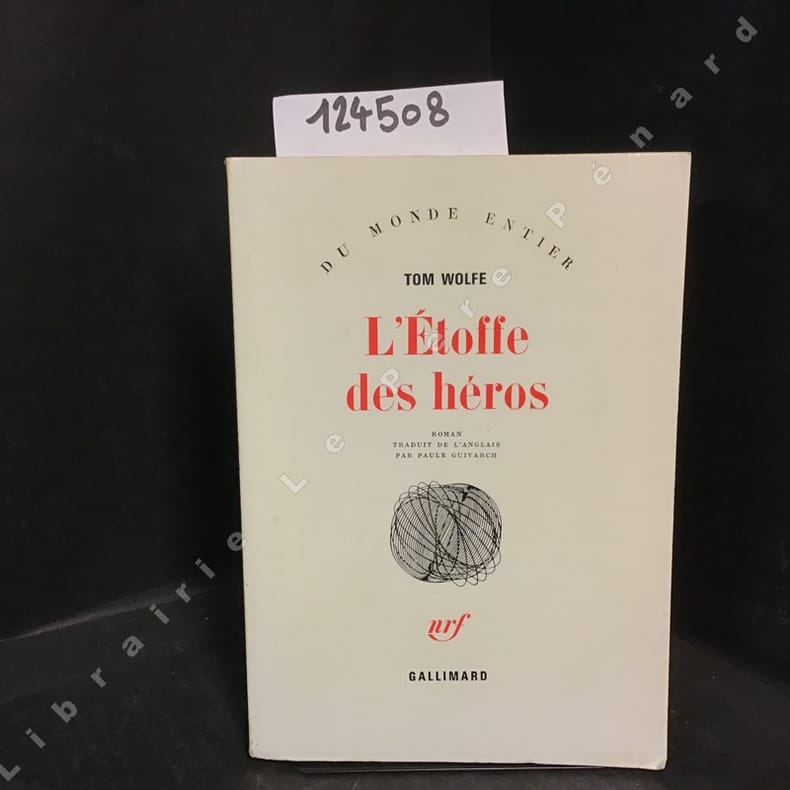 124508
DU MONDE ENTIER
TOM WOLFE
L'Étoffe
des héros
ROMAN
TRADUIT DE L'ANGLAIS
PAR PAULE GUIVARCH
nrf
GALLIMARD
Librairie Le Père Pénard